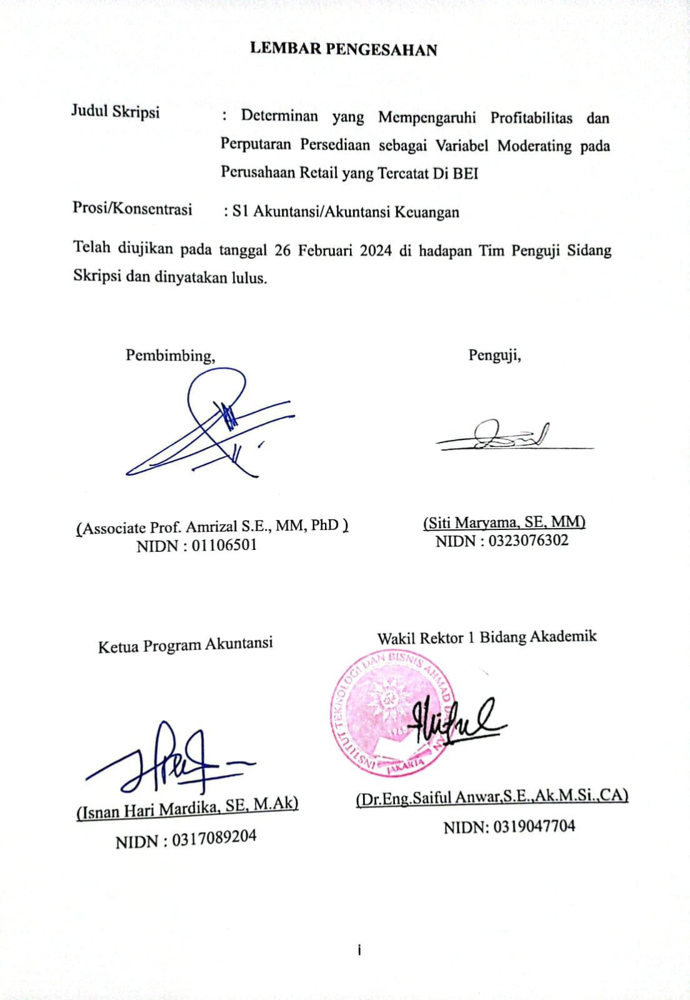 LEMBAR PENGESAHAN
Judul Skripsi : Determinan yang Mempengaruhi Profitabilitas dan
Perputaran Persediaan sebagai Variabel Moderating pada
Perusahaan Retail yang Tercatat Di BEI
Prosi/Konsentrasi : S1 Akuntansi/Akuntansi Keuangan
Telah diujikan pada tanggal 26 Februari 2024 di hadapan Tim Penguji Sidang
Skripsi dan dinyatakan lulus.
Pembimbing, Penguji,
(Associate Prof. Amrizal S.E., MM, PhD ) (Siti Maryama, SE, MM)
NIDN : 01106501 NIDN : 0323076302
Ketua Program Akuntansi Wakil Rektor 1 Bidang Akademik
INSTITUT TEKNOLOGI DAN BISNIS AHMAD
1968
JAKARTA
(Isnan Hari Mardika, SE, M.Ak) (Dr.Eng.Saiful Anwar,S.E.,Ak.M.Si.,CA)
NIDN : 0317089204 NIDN: 0319047704
i